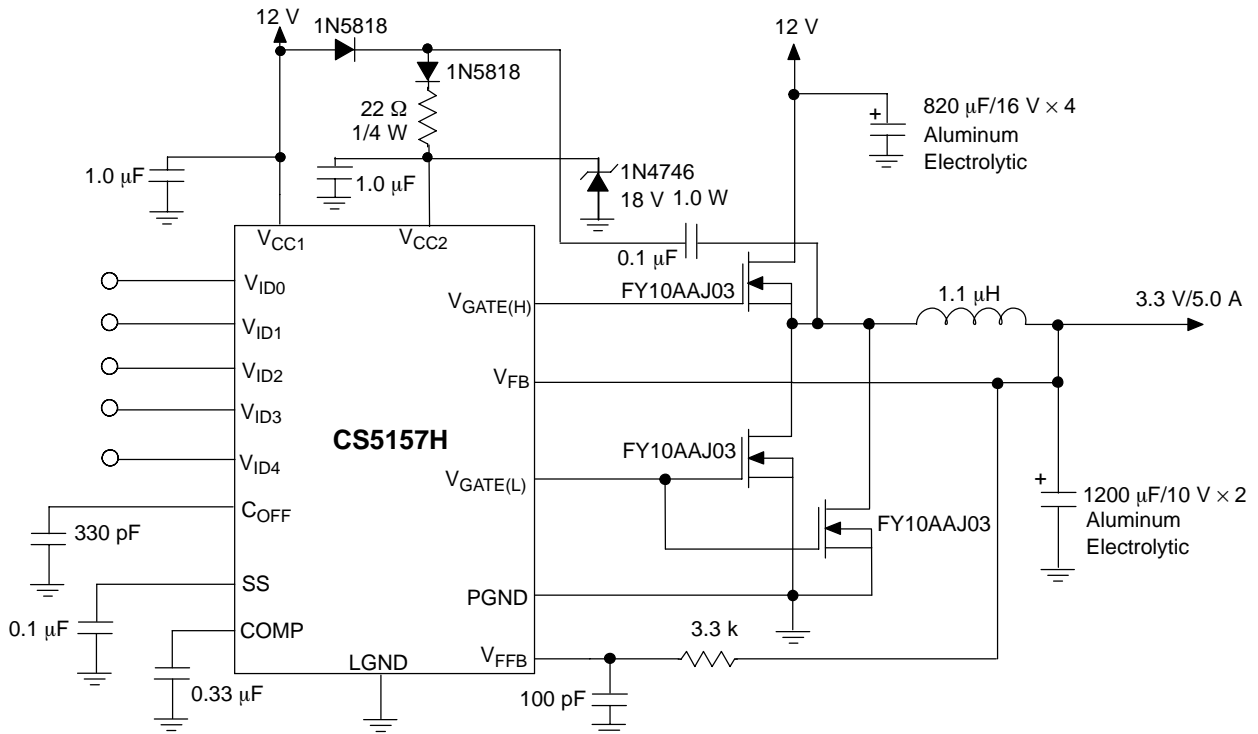 12 V
1N5818
12 V
1N5818
22 Ω
1/4 W
820 μF/16 V × 4
Aluminum
Electrolytic
1.0 μF
1.0 μF
1N4746
18 V 1.0 W
VCC1
VCC2
0.1 μF
VID0
VGATE(H)
FY10AAJ03
1.1 μH
3.3 V/5.0 A
VID1
VID2
VFB
VID3
CS5157H
FY10AAJ03
VID4
VGATE(L)
COFF
330 pF
FY10AAJ03
1200 μF/10 V × 2
Aluminum
Electrolytic
SS
PGND
0.1 μF
COMP
3.3 k
LGND
VFFB
0.33 μF
100 pF